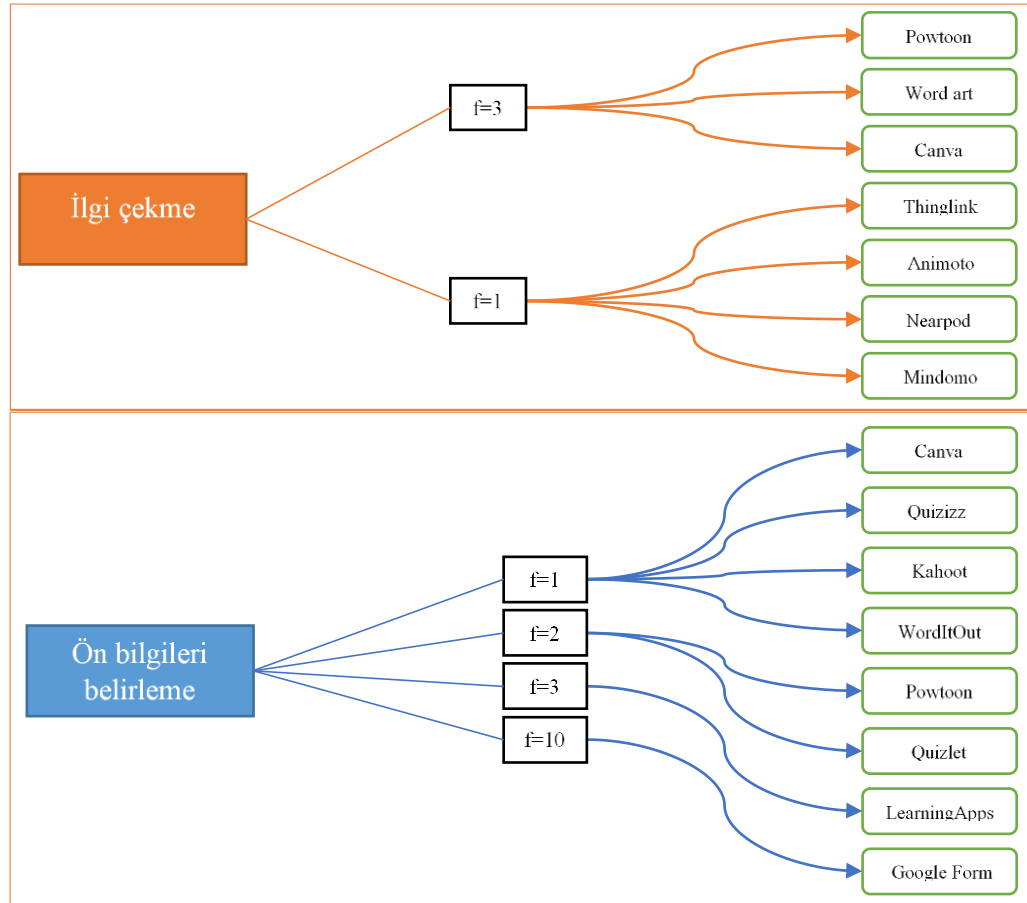 İlgi çekme
f=3
Powtoon
Word art
Canva
f=1
Thinglink
Animoto
Nearpod
Mindomo
Ön bilgileri
belirleme
f=1
Canva
Quizizz
Kahoot
WordItOut
f=2
Powtoon
Quizlet
f=3
LearningApps
f=10
Google Form